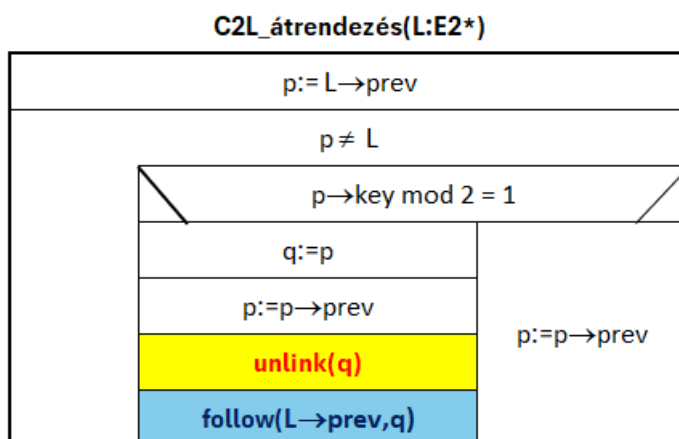 C2L_átrendezés(L:E2*)
p:= L→prev
p ≠ L
p→key mod 2 = 1
q:=p
p:=p→prev
p:=p→prev
unlink(q)
follow(L→prev,q)